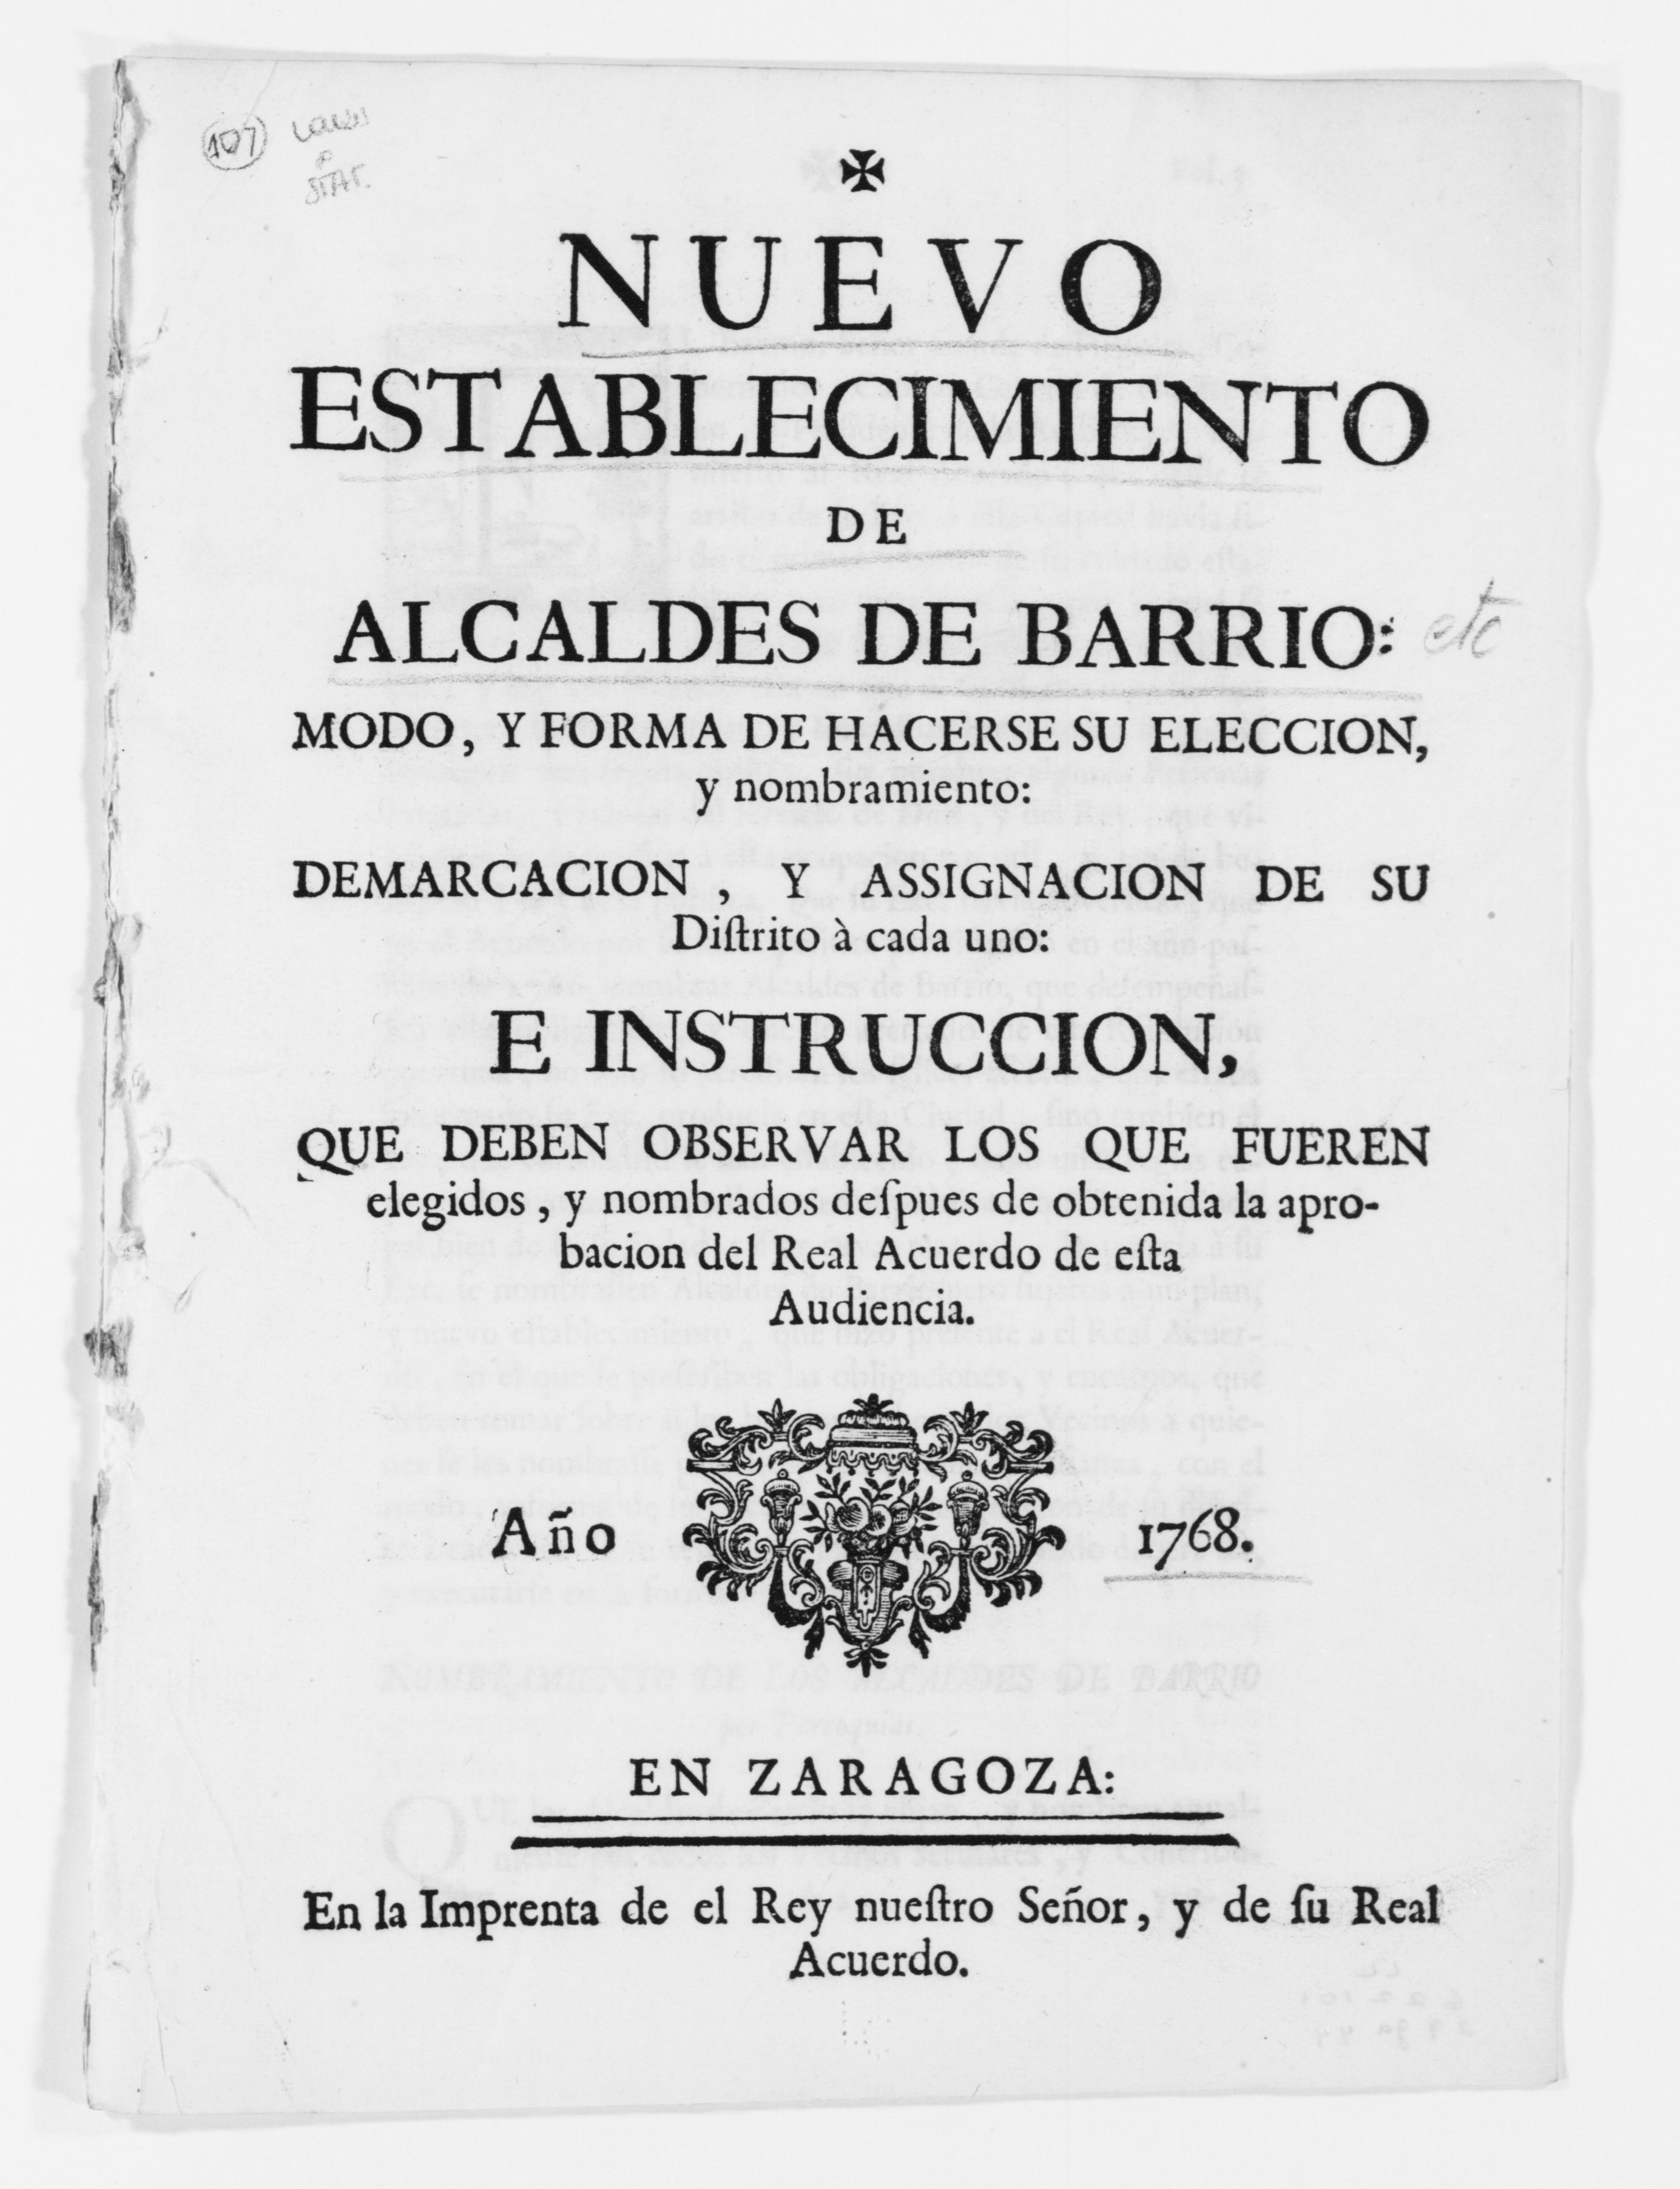 107
STAT.
✠
NUEVO
ESTABLECIMIENTO
DE
ALCALDES DE BARRIO: etc
MODO, Y FORMA DE HACERSE SU ELECCION,
y nombramiento:
DEMARCACION, Y ASSIGNACION DE SU
Diſtrito à cada uno:
E INSTRUCCION,
QUE DEBEN OBSERVAR LOS QUE FUEREN
elegidos, y nombrados deſpues de obtenida la apro-
bacion del Real Acuerdo de eſta
Audiencia.
Año 1768.
EN ZARAGOZA:
En la Imprenta de el Rey nueſtro Señor, y de ſu Real
Acuerdo.